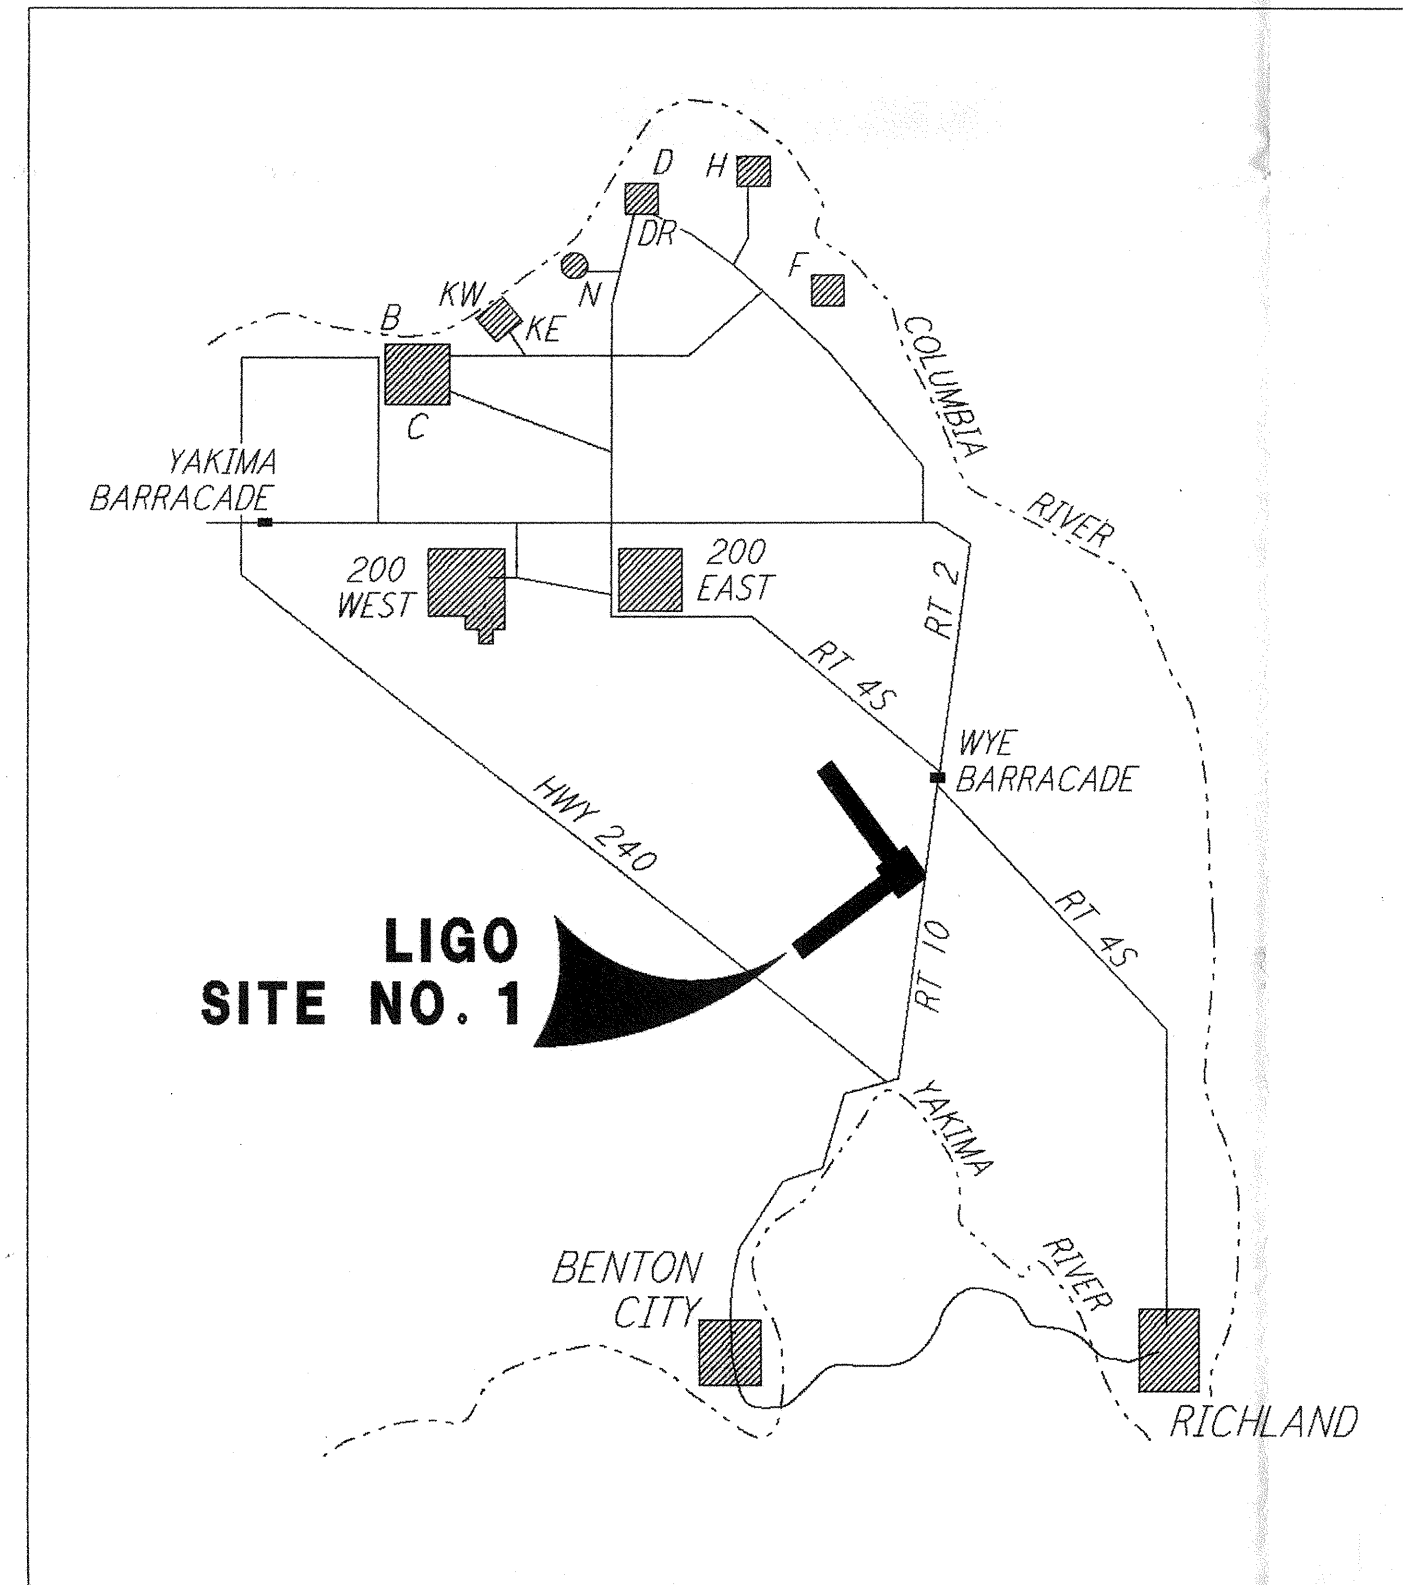 D
H
DR
F
N
KW
KE
B
C
COLUMBIA
RIVER
YAKIMA
BARRACADE
200
WEST
200
EAST
RT 2
RT 4S
WYE
BARRACADE
HWY 240
LIGO
SITE NO. 1
RT 10
RT 4S
YAKIMA
RIVER
BENTON
CITY
RICHLAND